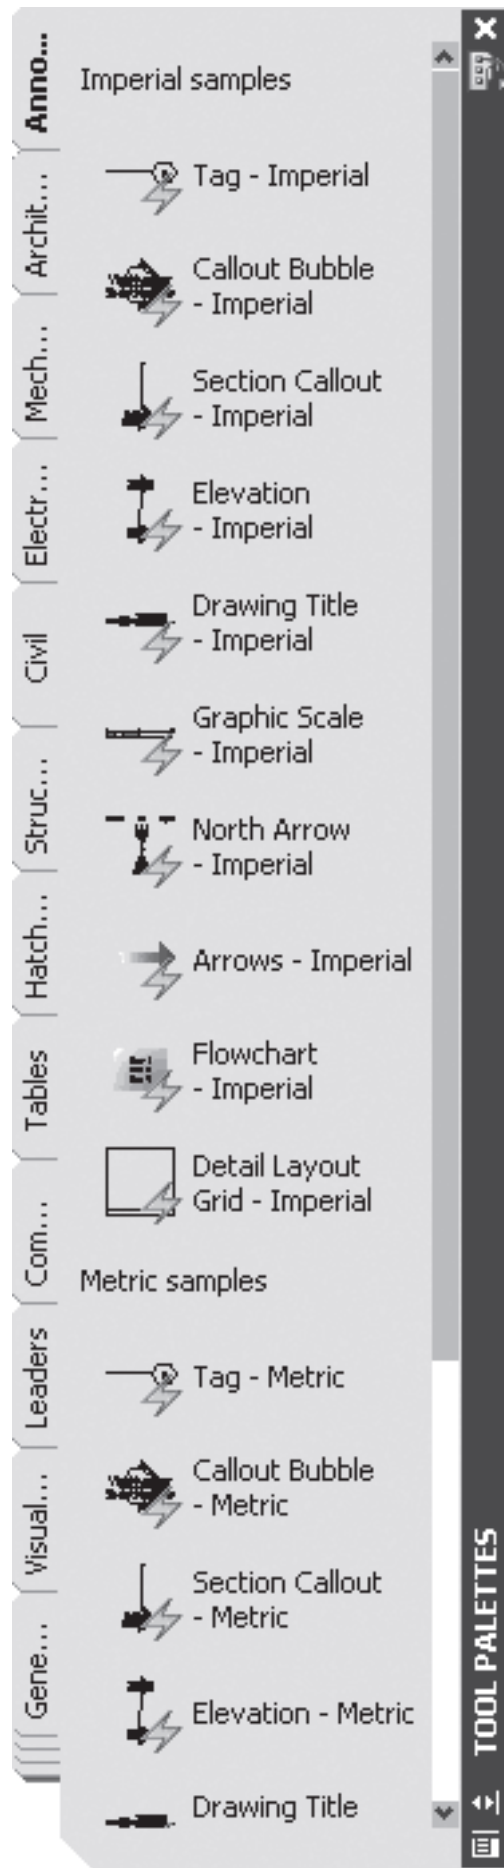 Anno...
Archit...
Mech...
Electr...
Civil
Struc...
Hatch...
Tables
Com...
Leaders
Visual...
Gene...
Imperial samples
Tag - Imperial
Callout Bubble
- Imperial
Section Callout
- Imperial
Elevation
- Imperial
Drawing Title
- Imperial
Graphic Scale
- Imperial
North Arrow
- Imperial
Arrows - Imperial
Flowchart
- Imperial
Detail Layout
Grid - Imperial
Metric samples
Tag - Metric
Callout Bubble
- Metric
Section Callout
- Metric
Elevation - Metric
Drawing Title
TOOL PALETTES